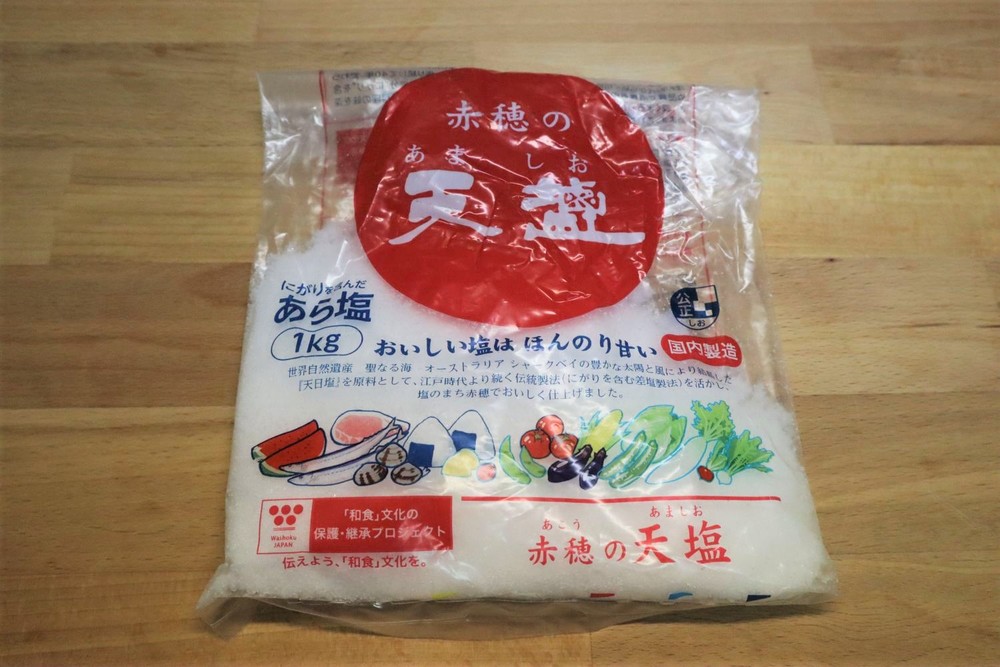 赤穂の
あましお
天塩
にがりを含んだ
あら塩
1kg
公正
しお
おいしい塩は ほんのり甘い
国内製造
世界自然遺産 聖なる海 オーストラリア シャークベイの豊かな太陽と風により結晶した
「天日塩」を原料として、江戸時代より続く伝統製法(にがりを含む差塩製法)を活かし、
塩のまち赤穂でおいしく仕上げました。
Washoku
JAPAN
「和食」文化の
保護・継承プロジェクト
伝えよう、「和食」文化を。
あこう
あましお
赤穂の天塩